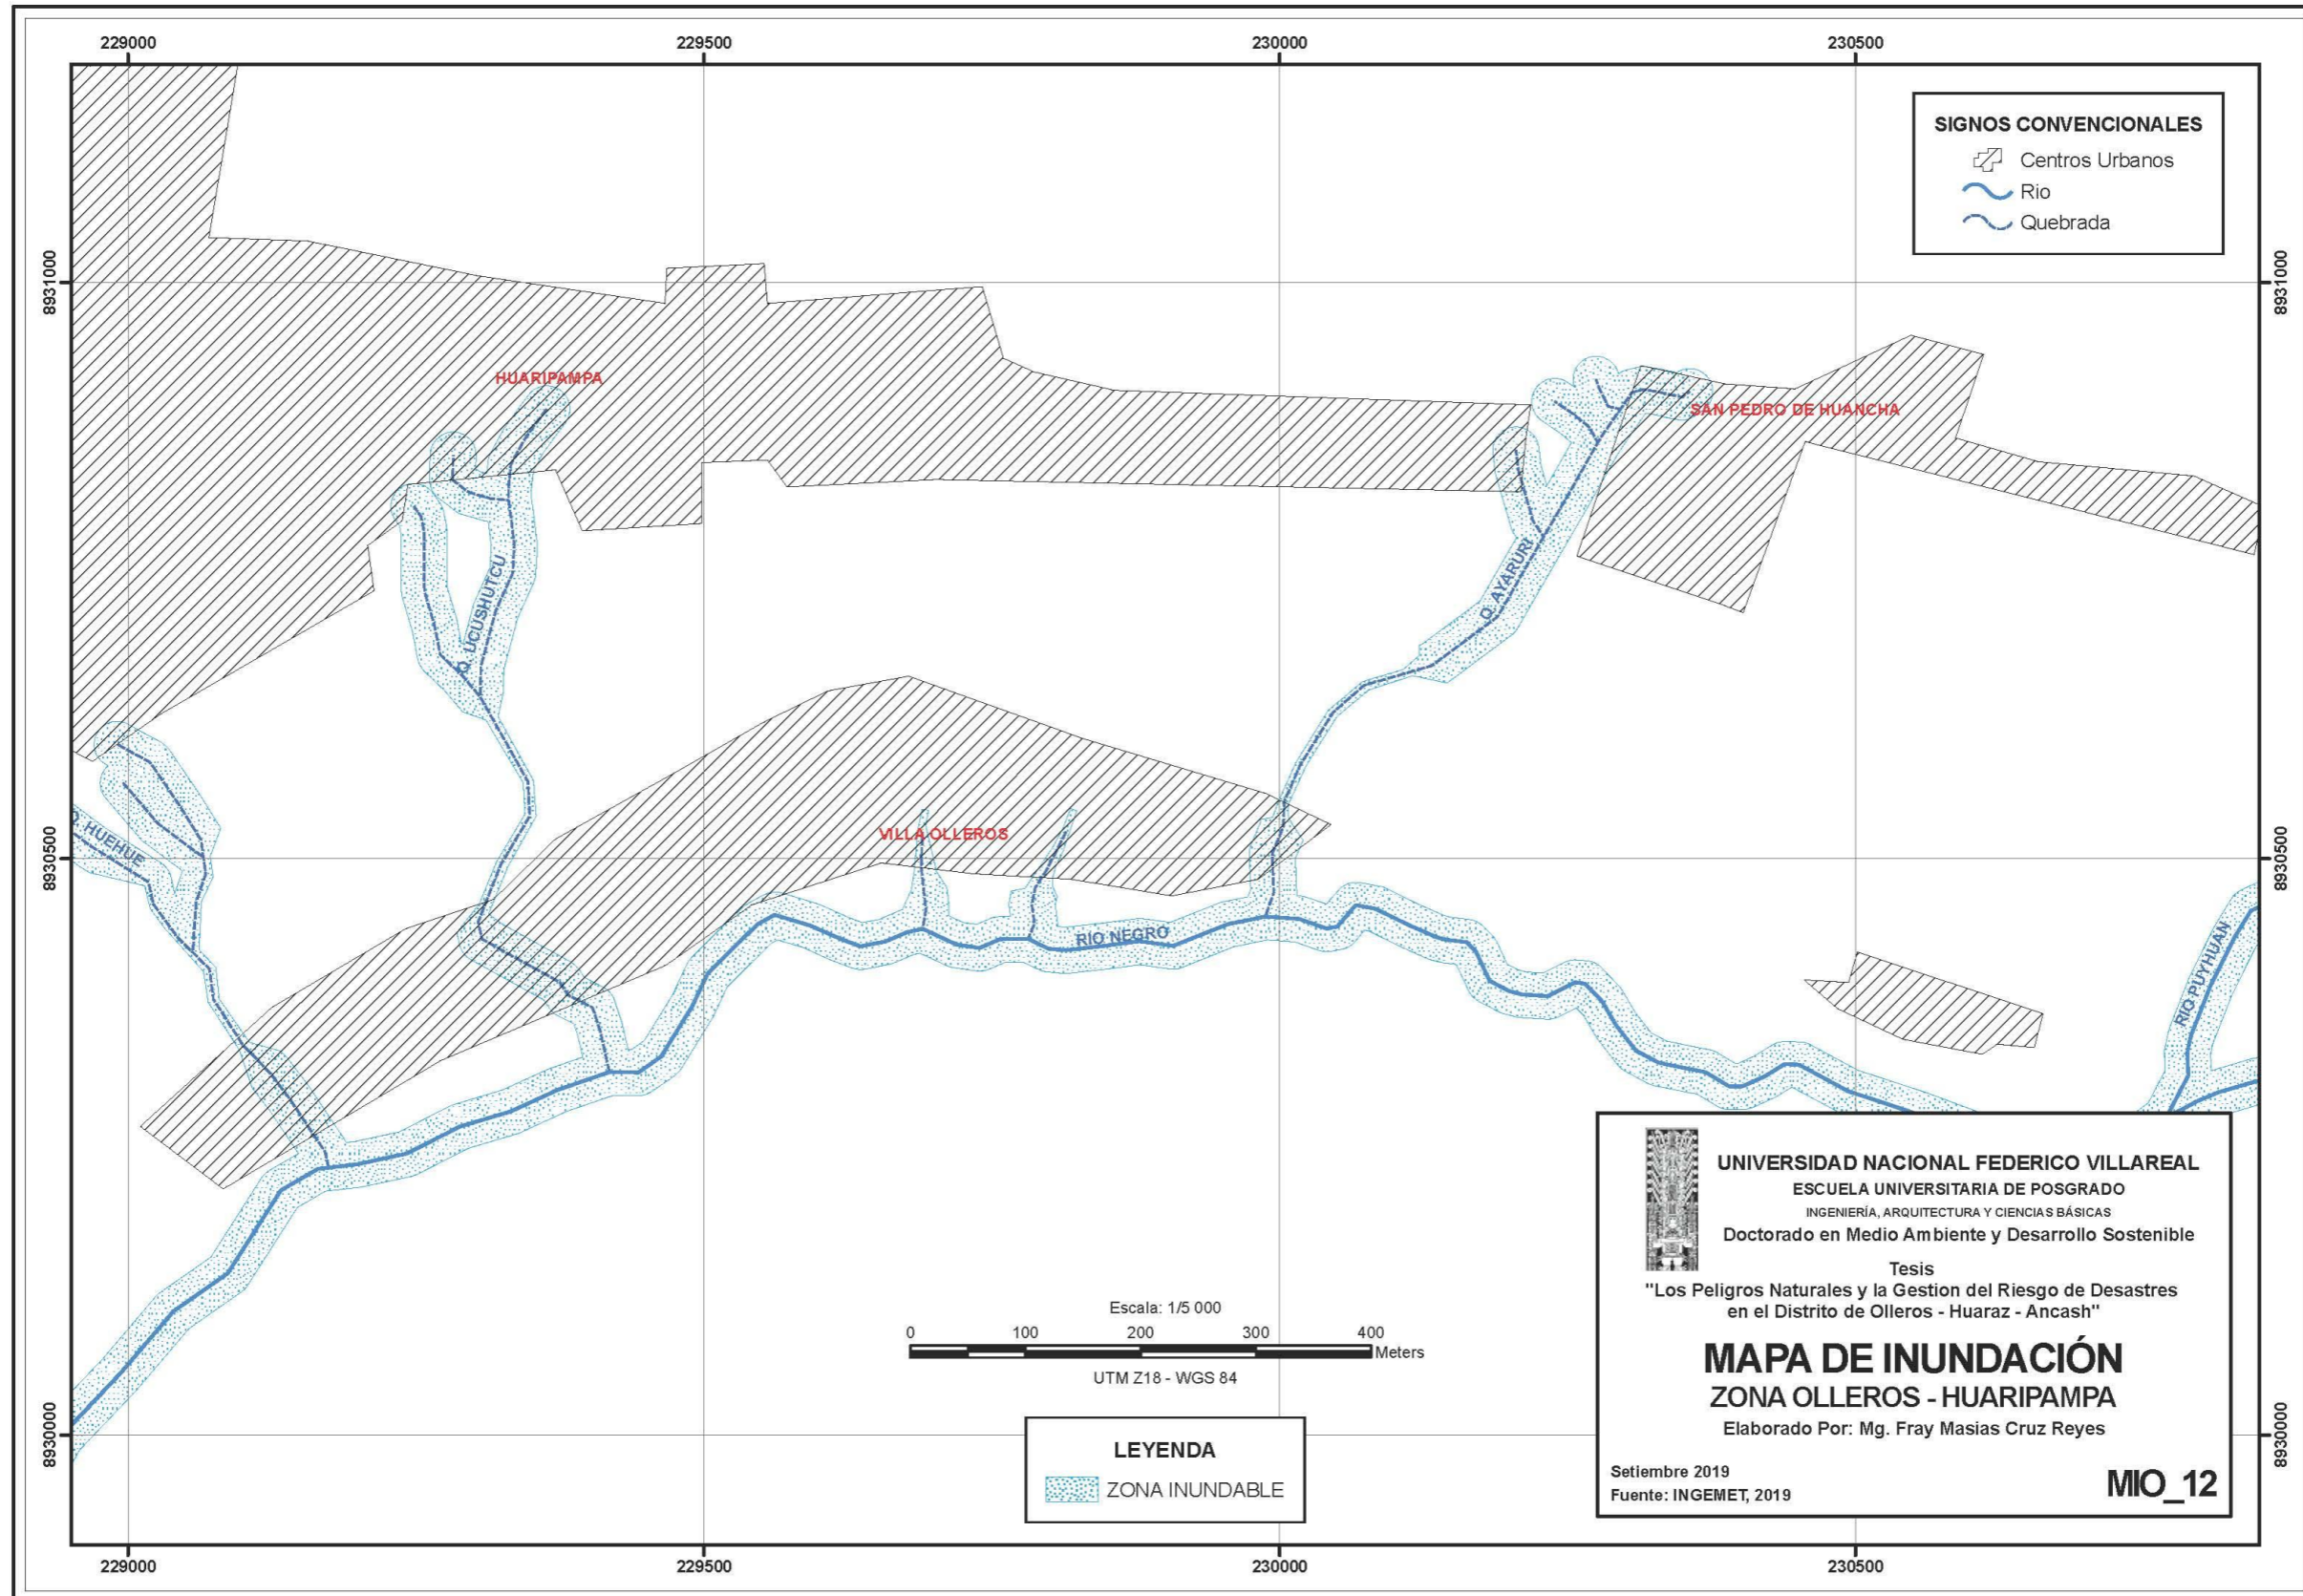 229000
229500
230000
230500
SIGNOS CONVENCIONALES
Centros Urbanos
Rio
Quebrada
8931000
8931000
HUARIPAMPA
SAN PEDRO DE HUANCHA
Q. UCUSHUTCU
Q. AYARURI
VILLA OLLEROS
Q. HUEHUE
8930500
8930500
RIO NEGRO
RIO PUYHUAN
UNIVERSIDAD NACIONAL FEDERICO VILLAREAL
ESCUELA UNIVERSITARIA DE POSGRADO
INGENIERÍA, ARQUITECTURA Y CIENCIAS BÁSICAS
Doctorado en Medio Ambiente y Desarrollo Sostenible
Tesis
"Los Peligros Naturales y la Gestion del Riesgo de Desastres
en el Distrito de Olleros - Huaraz - Ancash"
MAPA DE INUNDACIÓN
ZONA OLLEROS - HUARIPAMPA
Elaborado Por: Mg. Fray Masias Cruz Reyes
Setiembre 2019
Fuente: INGEMET, 2019
MIO_12
Escala: 1/5 000
0 100 200 300 400
Meters
UTM Z18 - WGS 84
LEYENDA
ZONA INUNDABLE
8930000
8930000
229000
229500
230000
230500